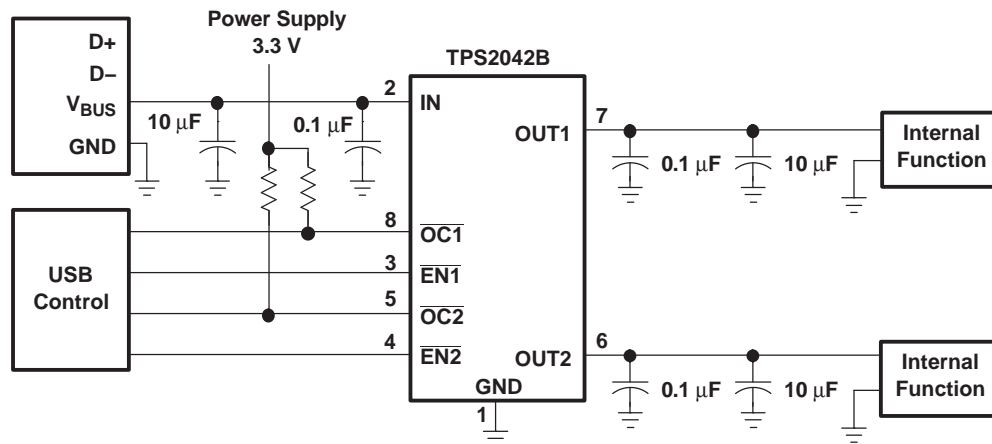 Power Supply
3.3 V
D+
D−
VBUS
GND
10 μF
0.1 μF
TPS2042B
2
IN
8
OC1
3
EN1
5
OC2
4
EN2
OUT1
7
OUT2
6
GND
1
0.1 μF
10 μF
Internal
Function
USB
Control
0.1 μF
10 μF
Internal
Function